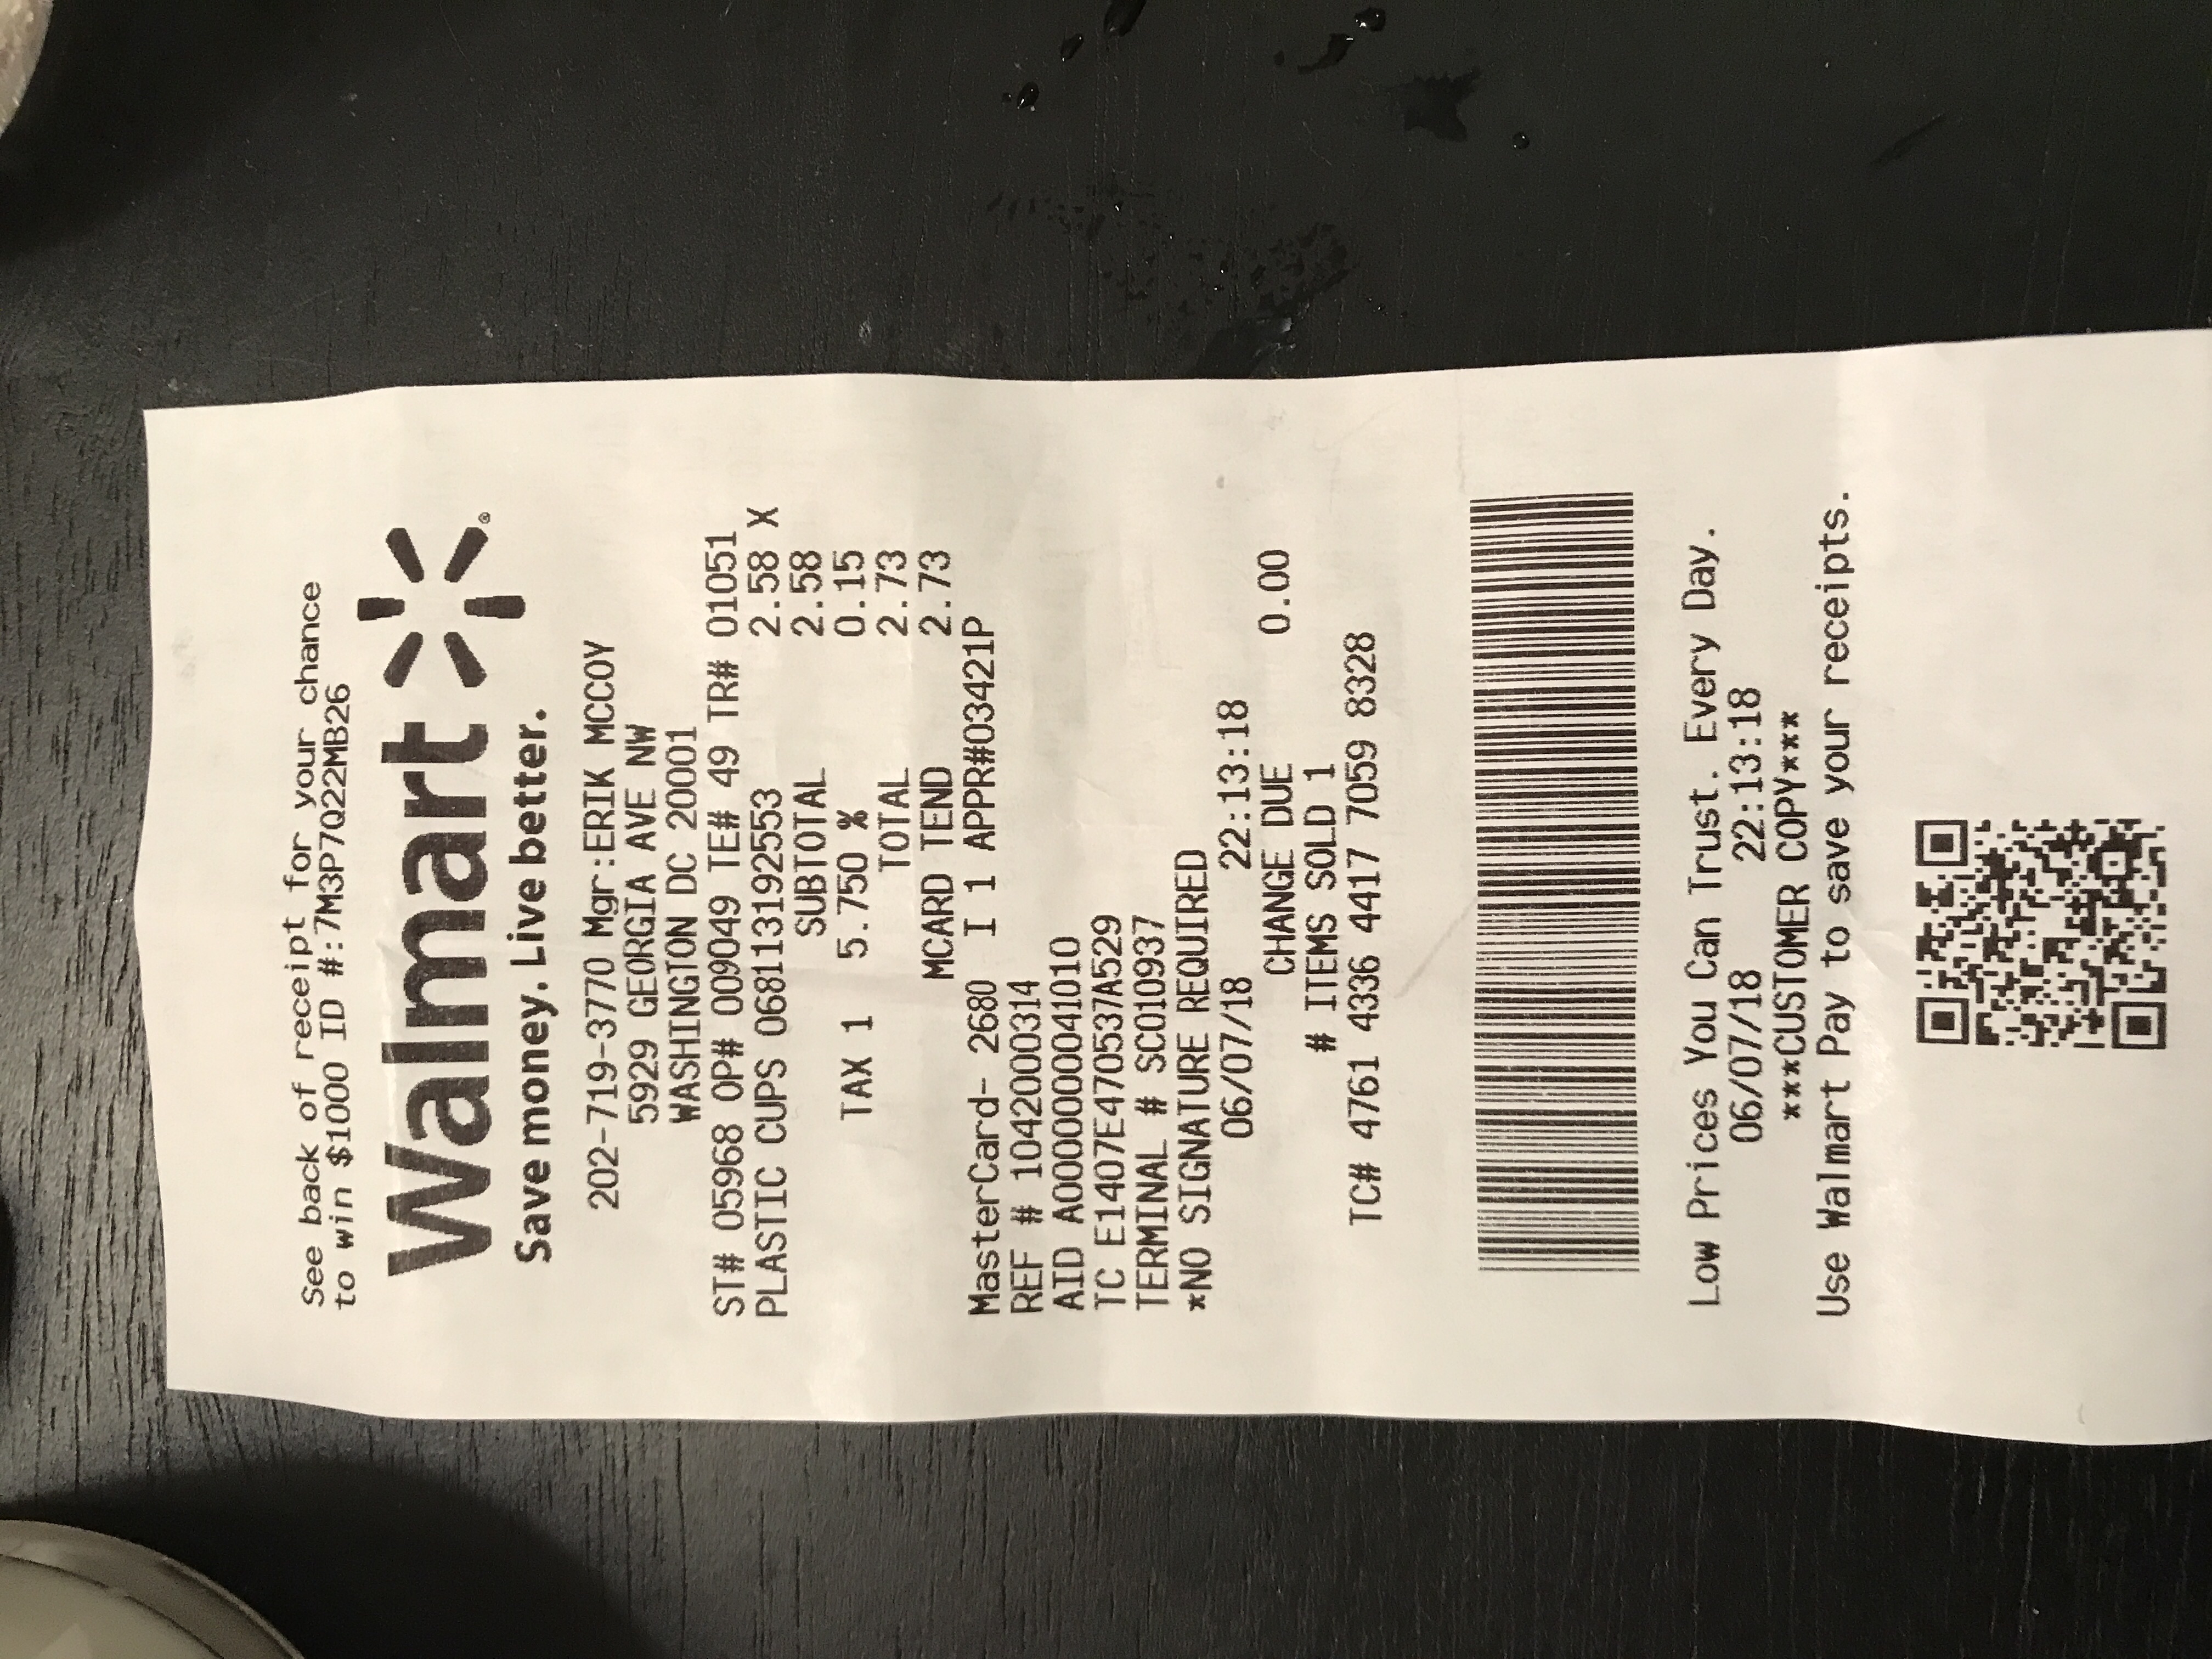 See back of receipt for your chance
to win $1000 ID #:7M3P7Q22MB26
Walmart
Save money. Live better.
202-719-3770 Mgr:ERIK MCCOY
5929 GEORGIA AVE NW
WASHINGTON DC 20001
ST# 05968 OP# 009049 TE# 49 TR# 01051
PLASTIC CUPS 068113192553 2.58 X
SUBTOTAL 2.58
TAX 1 5.750 % 0.15
TOTAL 2.73
MCARD TEND 2.73
MasterCard- 2680 I 1 APPR#03421P
REF # 104200314
AID A0000000041010
TC E1407E470537A529
TERMINAL # SC010937
*NO SIGNATURE REQUIRED
06/07/18 22:13:18
CHANGE DUE 0.00
# ITEMS SOLD 1
TC# 4761 4336 4417 7059 8328
Low Prices You Can Trust. Every Day.
06/07/18 22:13:18
***CUSTOMER COPY***
Use Walmart Pay to save your receipts.